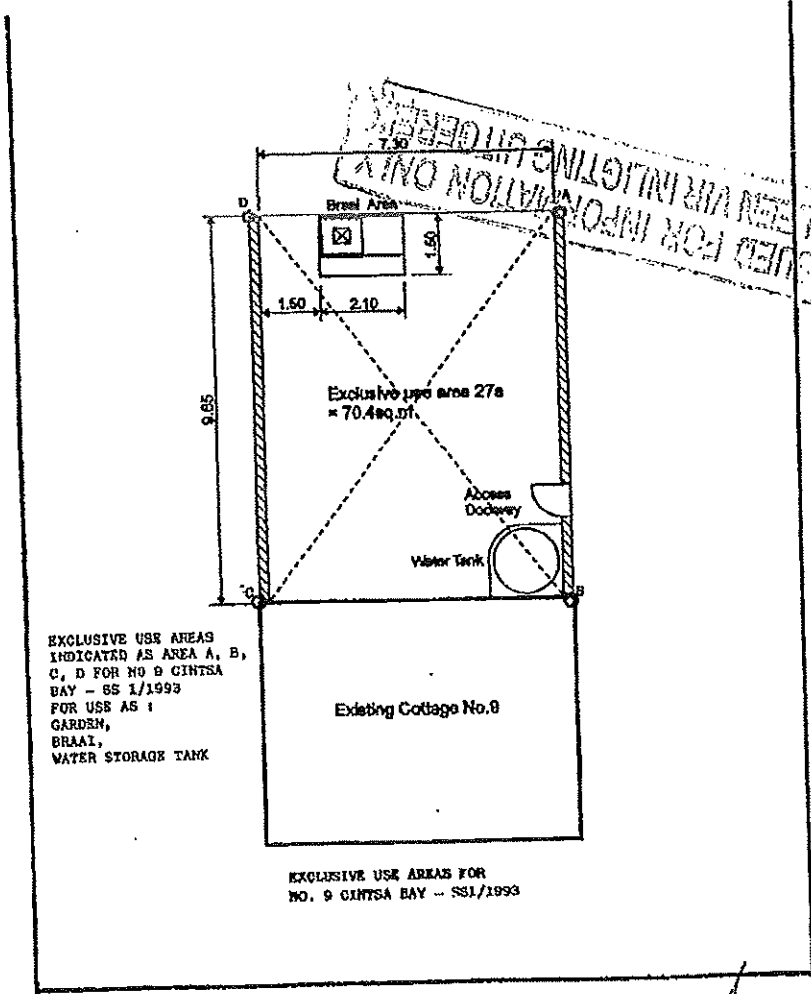 ISSUED FOR INFORMATION ONLY
VIR INLIGTING UITGEREIK
7.30
D
Braai Area
A
1.50
1.50
2.10
9.65
Exclusive use area 27a
= 70.4sq.m.
Access
Doorway
Water Tank
C
B
EXCLUSIVE USE AREAS
INDICATED AS AREA A, B,
C, D FOR NO 9 CINTSA
BAY - SS 1/1993
FOR USE AS :
GARDEN,
BRAAI,
WATER STORAGE TANK
Existing Cottage No.9
EXCLUSIVE USE AREAS FOR
NO. 9 CINTSA BAY - SS1/1993